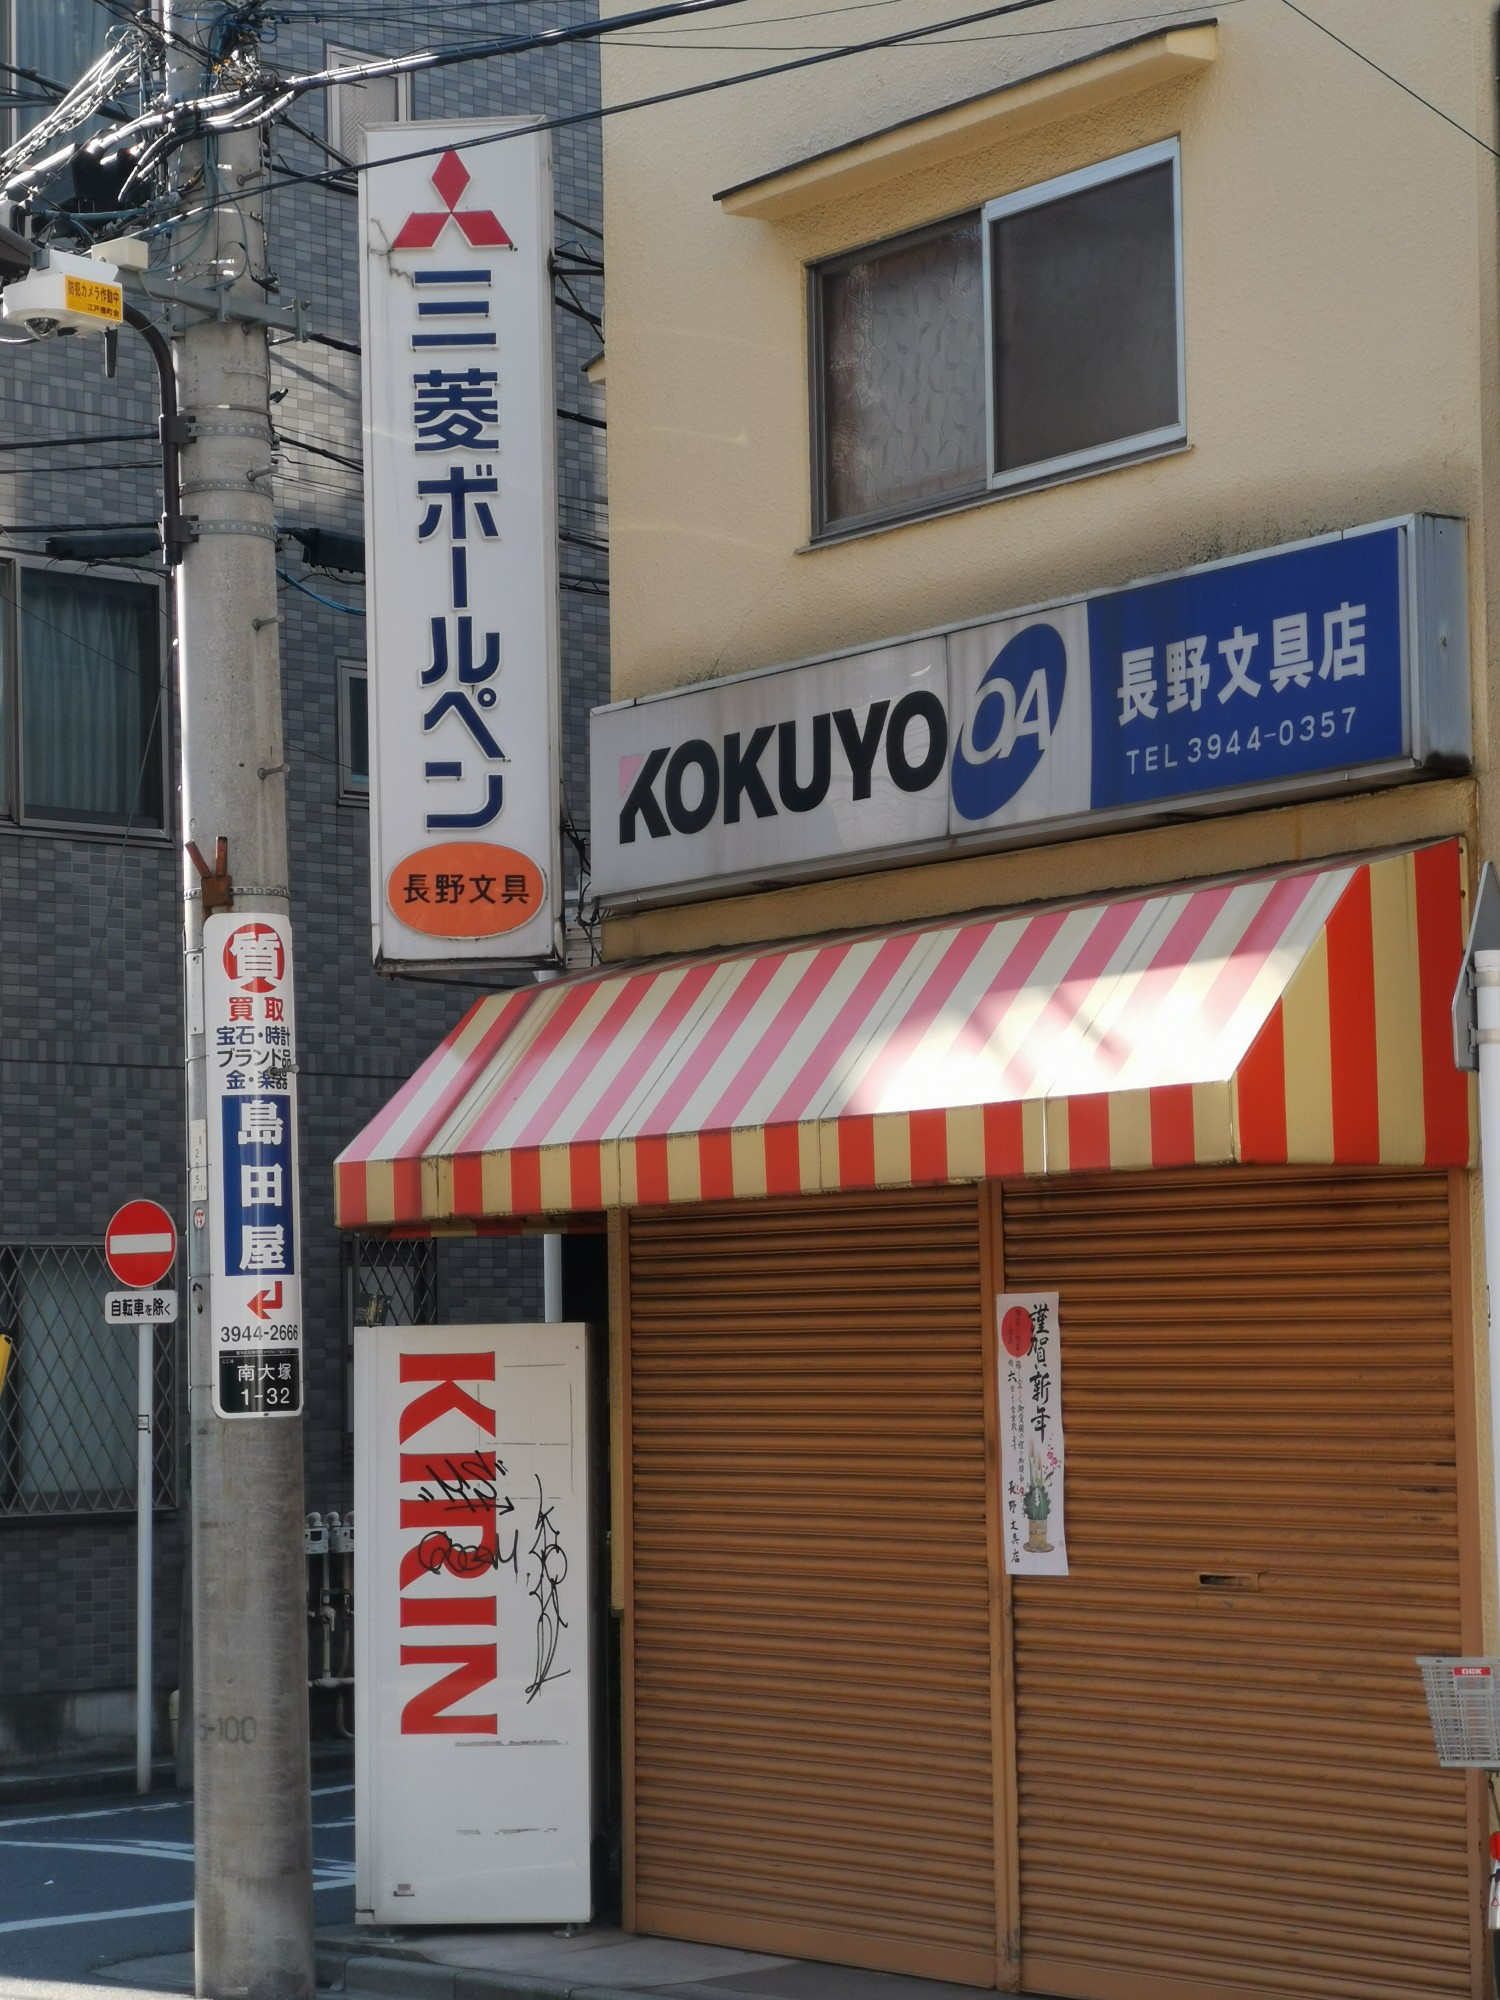 三菱ボールペン
長野文具
KOKUYO
OA
長野文具店
TEL 3944-0357
防犯カメラ作動中
質
買取
宝石・時計
ブランド品
金・楽器
島田屋
3944-2666
南大塚
1-32
自転車を除く
KIRIN
謹賀新年
長野文具店